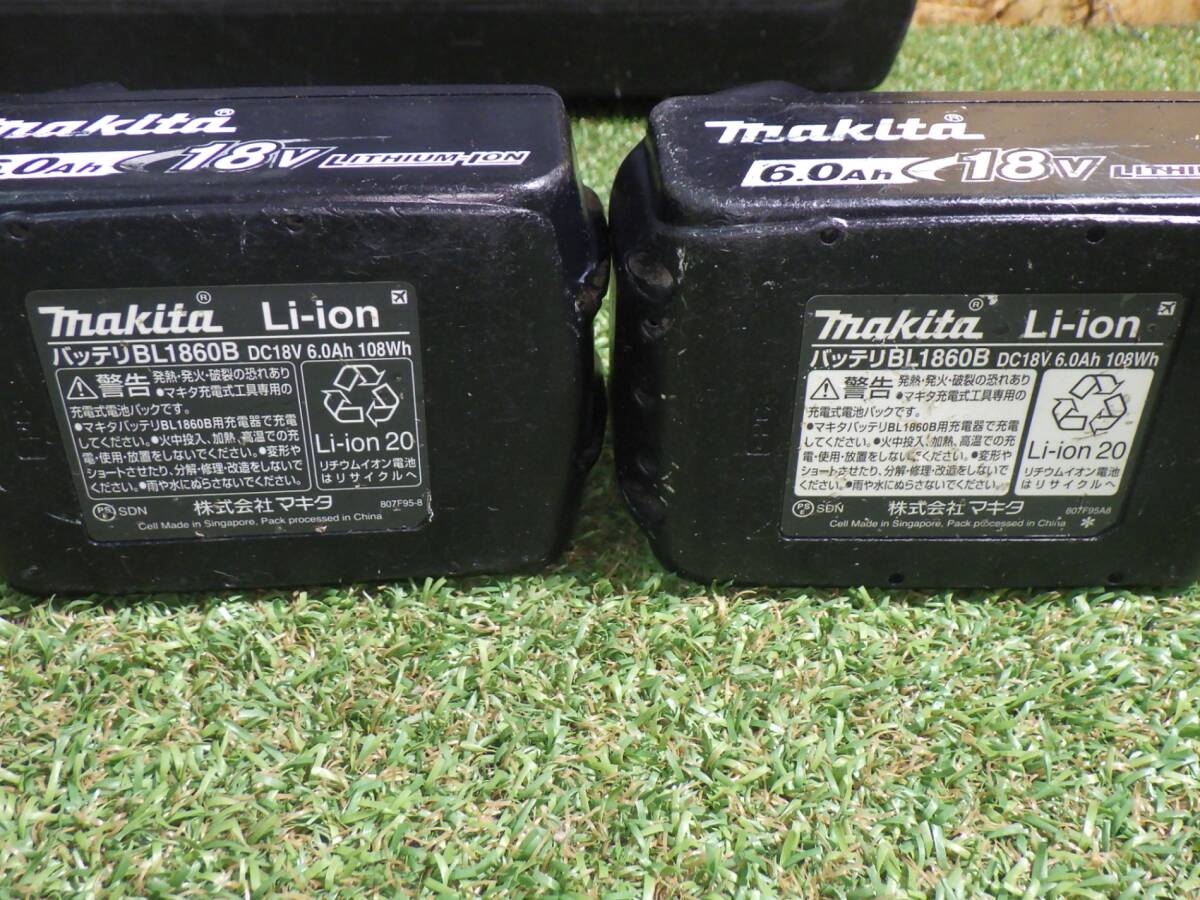 makita®
6.0Ah 18V LITHIUM-ION
makita® Li-ion
バッテリBL1860B DC18V 6.0Ah 108Wh
警告 発熱・発火・破裂の恐れあり
●マキタ充電式工具専用の
充電式電池パックです。
●マキタバッテリBL1860B用充電器で充電
してください。●火中投入、加熱、高温での充
電・使用・放置をしないでください。●変形や
ショートさせたり、分解・修理・改造をしないで
ください。●雨や水にぬらさないでください。
Li-ion 20
リチウムイオン電池
はリサイクルへ
PS E SDN 株式会社 マキタ 807F95-8
Cell Made in Singapore, Pack processed in China
makita®
6.0Ah 18V
makita® Li-ion
バッテリBL1860B DC18V 6.0Ah 108Wh
警告 発熱・発火・破裂の恐れあり
●マキタ充電式工具専用の
充電式電池パックです。
●マキタバッテリBL1860B用充電器で充電
してください。●火中投入、加熱、高温での充
電・使用・放置をしないでください。●変形や
ショートさせたり、分解・修理・改造をしないで
ください。●雨や水にぬらさないでください。
Li-ion 20
リチウムイオン電池
はリサイクルへ
PS E SDN 株式会社 マキタ 807F95A8
Cell Made in Singapore, Pack processed in China *